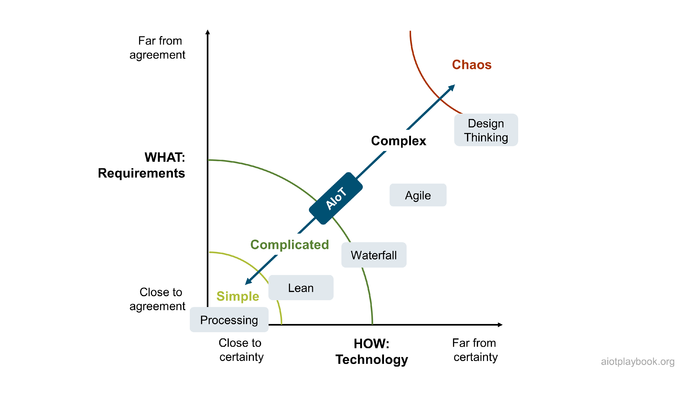 Far from
agreement
Chaos
Design
Thinking
Complex
WHAT:
Requirements
AIoT
Agile
Complicated
Waterfall
Close to
agreement
Simple
Lean
Processing
Close to
certainty
HOW:
Technology
Far from
certainty
aiotplaybook.org